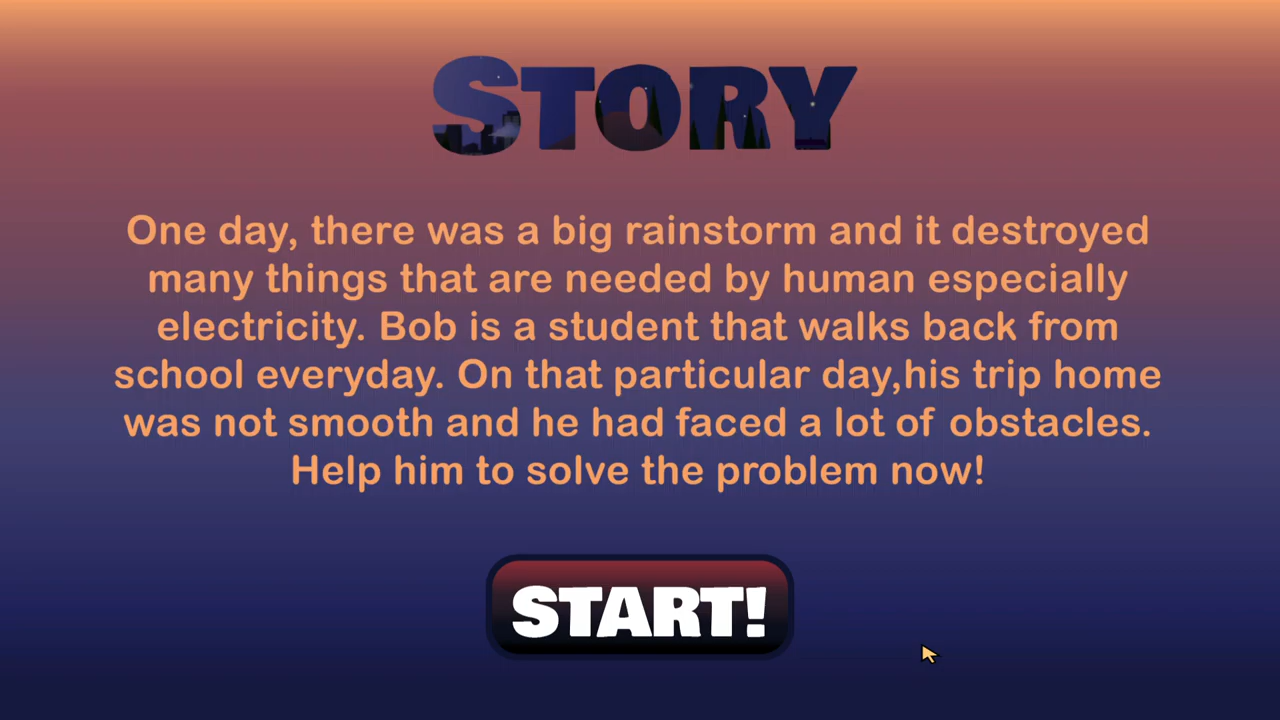 STORY
One day, there was a big rainstorm and it destroyed
many things that are needed by human especially
electricity. Bob is a student that walks back from
school everyday. On that particular day,his trip home
was not smooth and he had faced a lot of obstacles.
Help him to solve the problem now!
START!